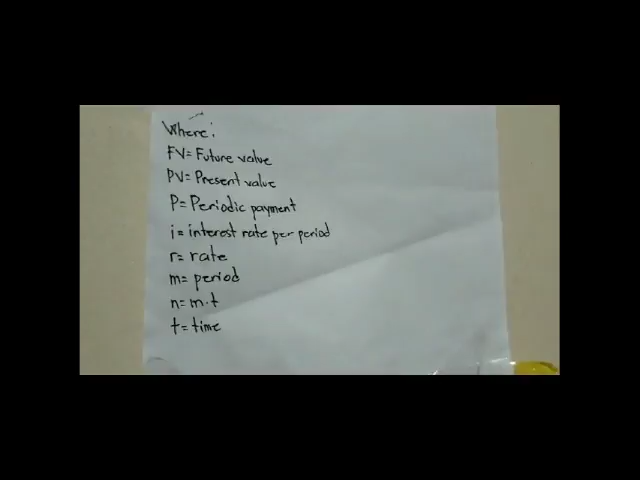 Where:
FV= Future value
PV= Present value
P= Periodic payment
i= interest rate per period
r= rate
m= period
n= m.t
t= time